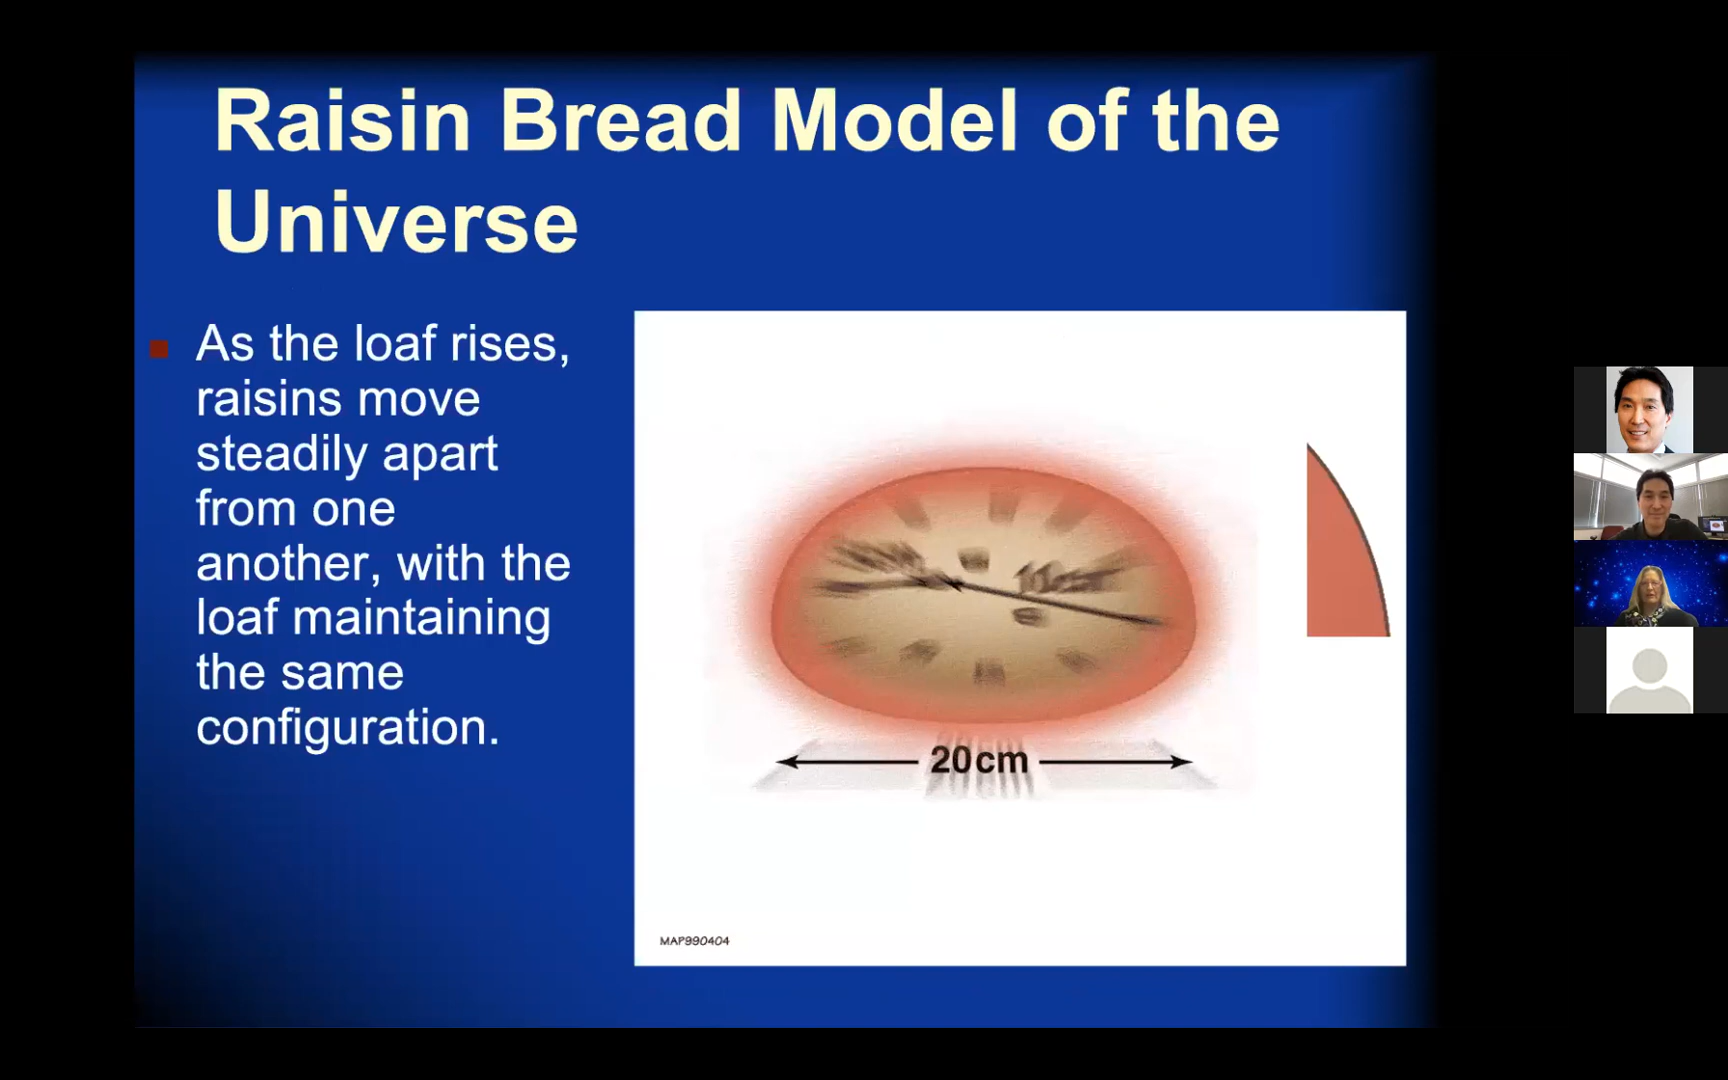 Raisin Bread Model of the
Universe
As the loaf rises,
raisins move
steadily apart
from one
another, with the
loaf maintaining
the same
configuration.
20cm
MAP990404